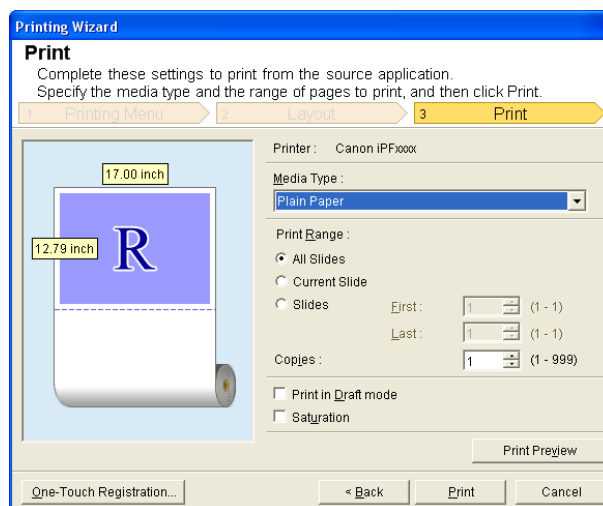 Printing Wizard
Print
Complete these settings to print from the source application.
Specify the media type and the range of pages to print, and then click Print.
1 Printing Menu 2 Layout 3 Print
Printer : Canon iPFxxxx
Media Type :
Plain Paper
17.00 inch
12.79 inch
R
Print Range :
All Slides
Current Slide
Slides First : 1 (1 - 1)
Last : 1 (1 - 1)
Copies : 1 (1 - 999)
Print in Draft mode
Saturation
Print Preview
One-Touch Registration... < Back Print Cancel